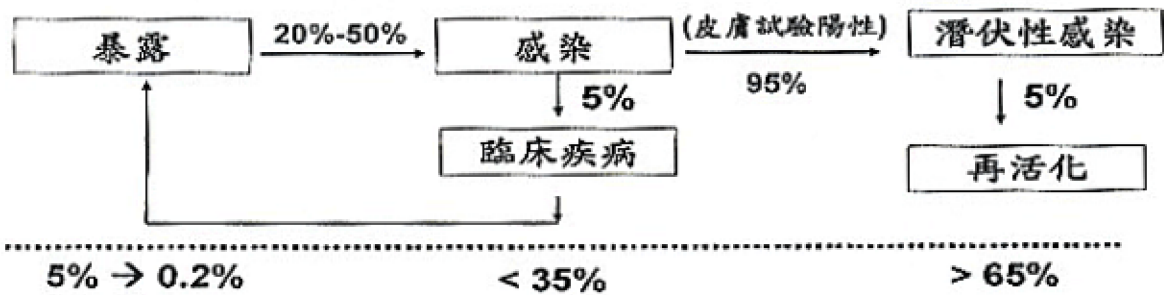 暴露 20%-50% 感染 (皮膚試驗陽性) 潛伏性感染
95%
5% 5%
臨床疾病 再活化
5% → 0.2% < 35% > 65%